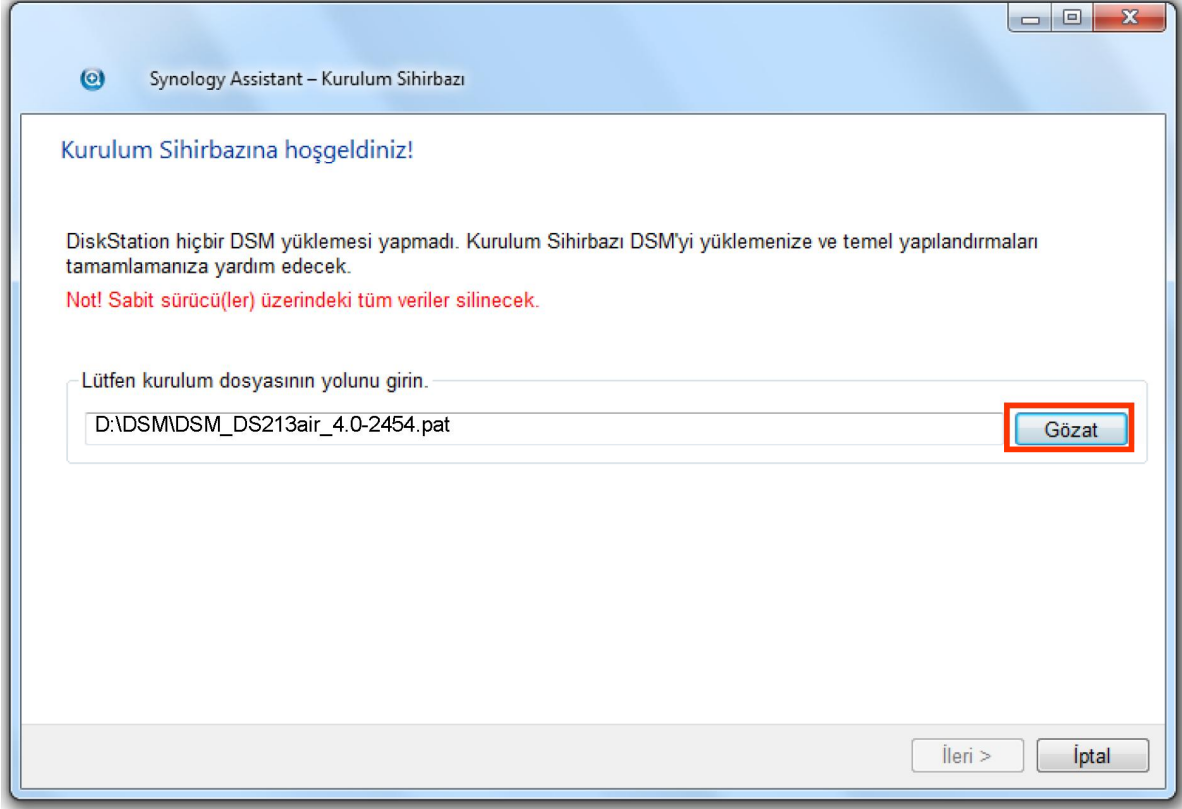 Synology Assistant – Kurulum Sihirbazı
Kurulum Sihirbazına hoşgeldiniz!
DiskStation hiçbir DSM yüklemesi yapmadı. Kurulum Sihirbazı DSM'yi yüklemenize ve temel yapılandırmaları
tamamlamanıza yardım edecek.
Not! Sabit sürücü(ler) üzerindeki tüm veriler silinecek.
Lütfen kurulum dosyasının yolunu girin.
D:\DSM\DSM_DS213air_4.0-2454.pat Gözat
İleri > İptal